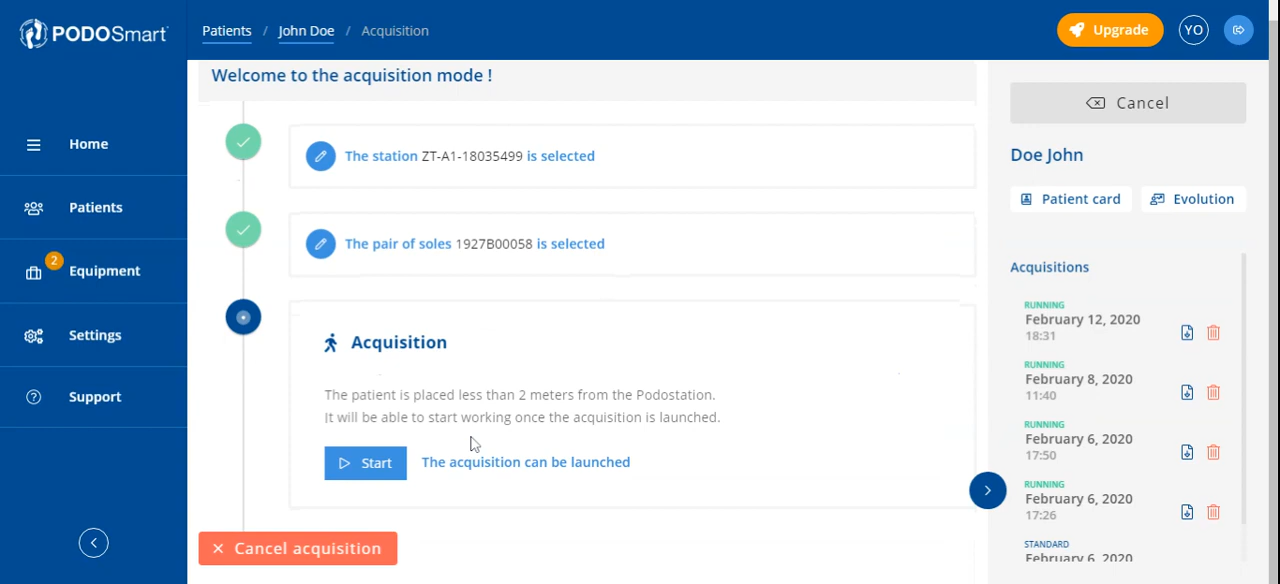 PODOSmart
Patients / John Doe / Acquisition
Upgrade
YO
Home
Patients
2
Equipment
Settings
Support
Welcome to the acquisition mode !
The station ZT-A1-18035499 is selected
The pair of soles 1927B00058 is selected
Acquisition
The patient is placed less than 2 meters from the Podostation.
It will be able to start working once the acquisition is launched.
Start
The acquisition can be launched
Cancel acquisition
Cancel
Doe John
Patient card
Evolution
Acquisitions
RUNNING
February 12, 2020
18:31
RUNNING
February 8, 2020
11:40
RUNNING
February 6, 2020
17:50
RUNNING
February 6, 2020
17:26
STANDARD
February 6, 2020